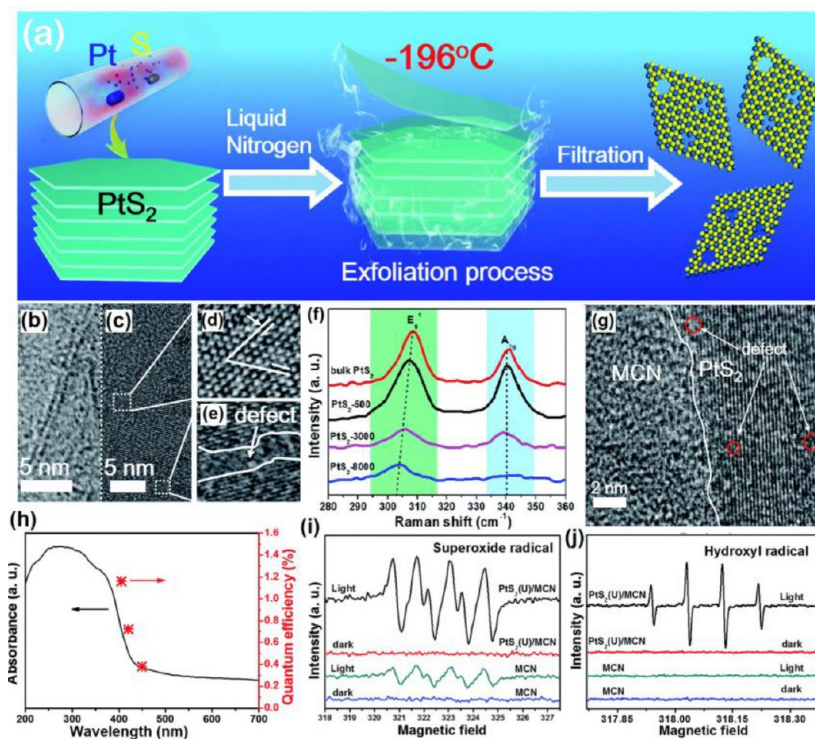 (a)
Pt
S
-196°C
Liquid
Nitrogen
Filtration
PtS₂
Exfoliation process
(b)
(c)
(d)
(e)
defect
5 nm
5 nm
(f)
E
g
1
A
1g
bulk PtS₂
PtS₂-500
PtS₂-3000
PtS₂-8000
Intensity (a. u.)
280 290 300 310 320 330 340 350 360
Raman shift (cm⁻¹)
(g)
MCN
PtS₂
defect
2 nm
(h)
Absorbance (a. u.)
1.6
1.4
1.2
1.0
0.8
0.6
0.4
0.2
0.0
Quantum efficiency (%)
200 300 400 500 600 700
Wavelength (nm)
(i)
Superoxide radical
Intensity (a. u.)
Light PtS₂(U)/MCN
dark PtS₂(U)/MCN
Light MCN
dark MCN
318 319 320 321 322 323 324 325 326 327
Magnetic field
(j)
Hydroxyl radical
Intensity (a. u.)
PtS₂(U)/MCN Light
PtS₂(U)/MCN dark
MCN Light
MCN dark
317.85 318.00 318.15 318.30
Magnetic field